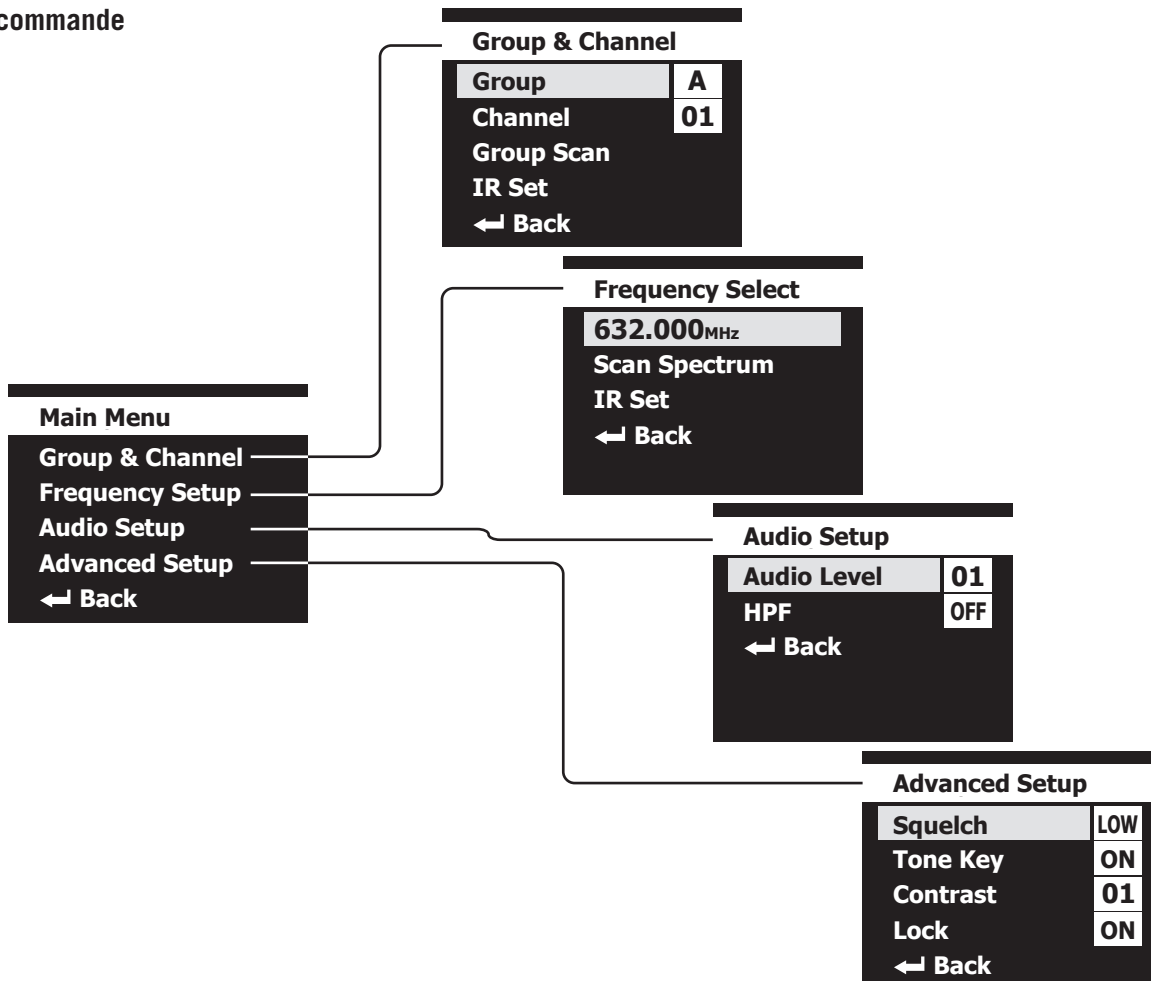 commande
Group & Channel
Group A
Channel 01
Group Scan
IR Set
Back
Frequency Select
632.000MHz
Scan Spectrum
IR Set
Back
Main Menu
Group & Channel
Frequency Setup
Audio Setup
Advanced Setup
Back
Audio Setup
Audio Level 01
HPF OFF
Back
Advanced Setup
Squelch LOW
Tone Key ON
Contrast 01
Lock ON
Back